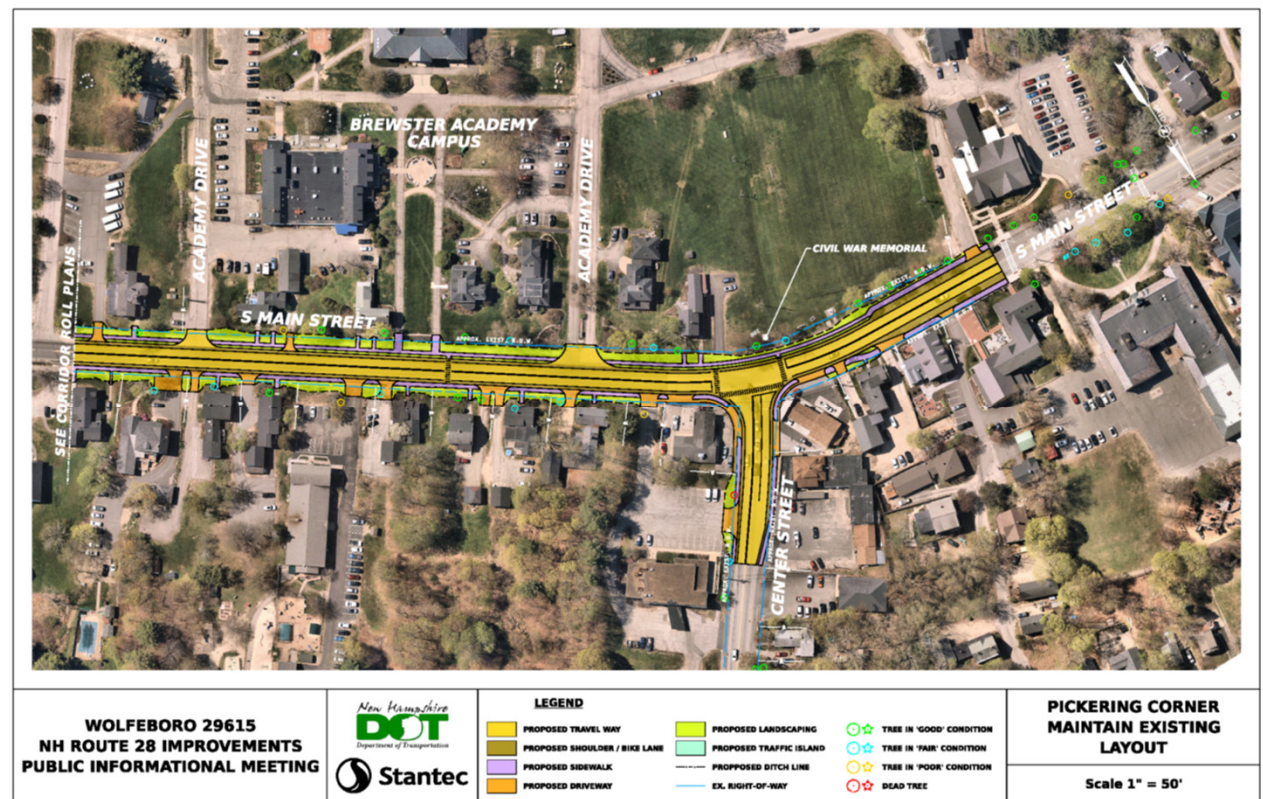 BREWSTER ACADEMY
CAMPUS
ACADEMY DRIVE
ACADEMY DRIVE
S MAIN STREET
CIVIL WAR MEMORIAL
S MAIN STREET
SEE CORRIDOR ROLL PLANS
APPROX. EXIST. R.O.W.
APPROX. EXIST. R.O.W.
CENTER STREET
WOLFEBORO 29615
NH ROUTE 28 IMPROVEMENTS
PUBLIC INFORMATIONAL MEETING
New Hampshire
DOT
Department of Transportation
Stantec
LEGEND
PROPOSED TRAVEL WAY
PROPOSED SHOULDER / BIKE LANE
PROPOSED SIDEWALK
PROPOSED DRIVEWAY
PROPOSED LANDSCAPING
PROPOSED TRAFFIC ISLAND
PROPPOSED DITCH LINE
EX. RIGHT-OF-WAY
TREE IN 'GOOD' CONDITION
TREE IN 'FAIR' CONDITION
TREE IN 'POOR' CONDITION
DEAD TREE
PICKERING CORNER
MAINTAIN EXISTING
LAYOUT
Scale 1" = 50'